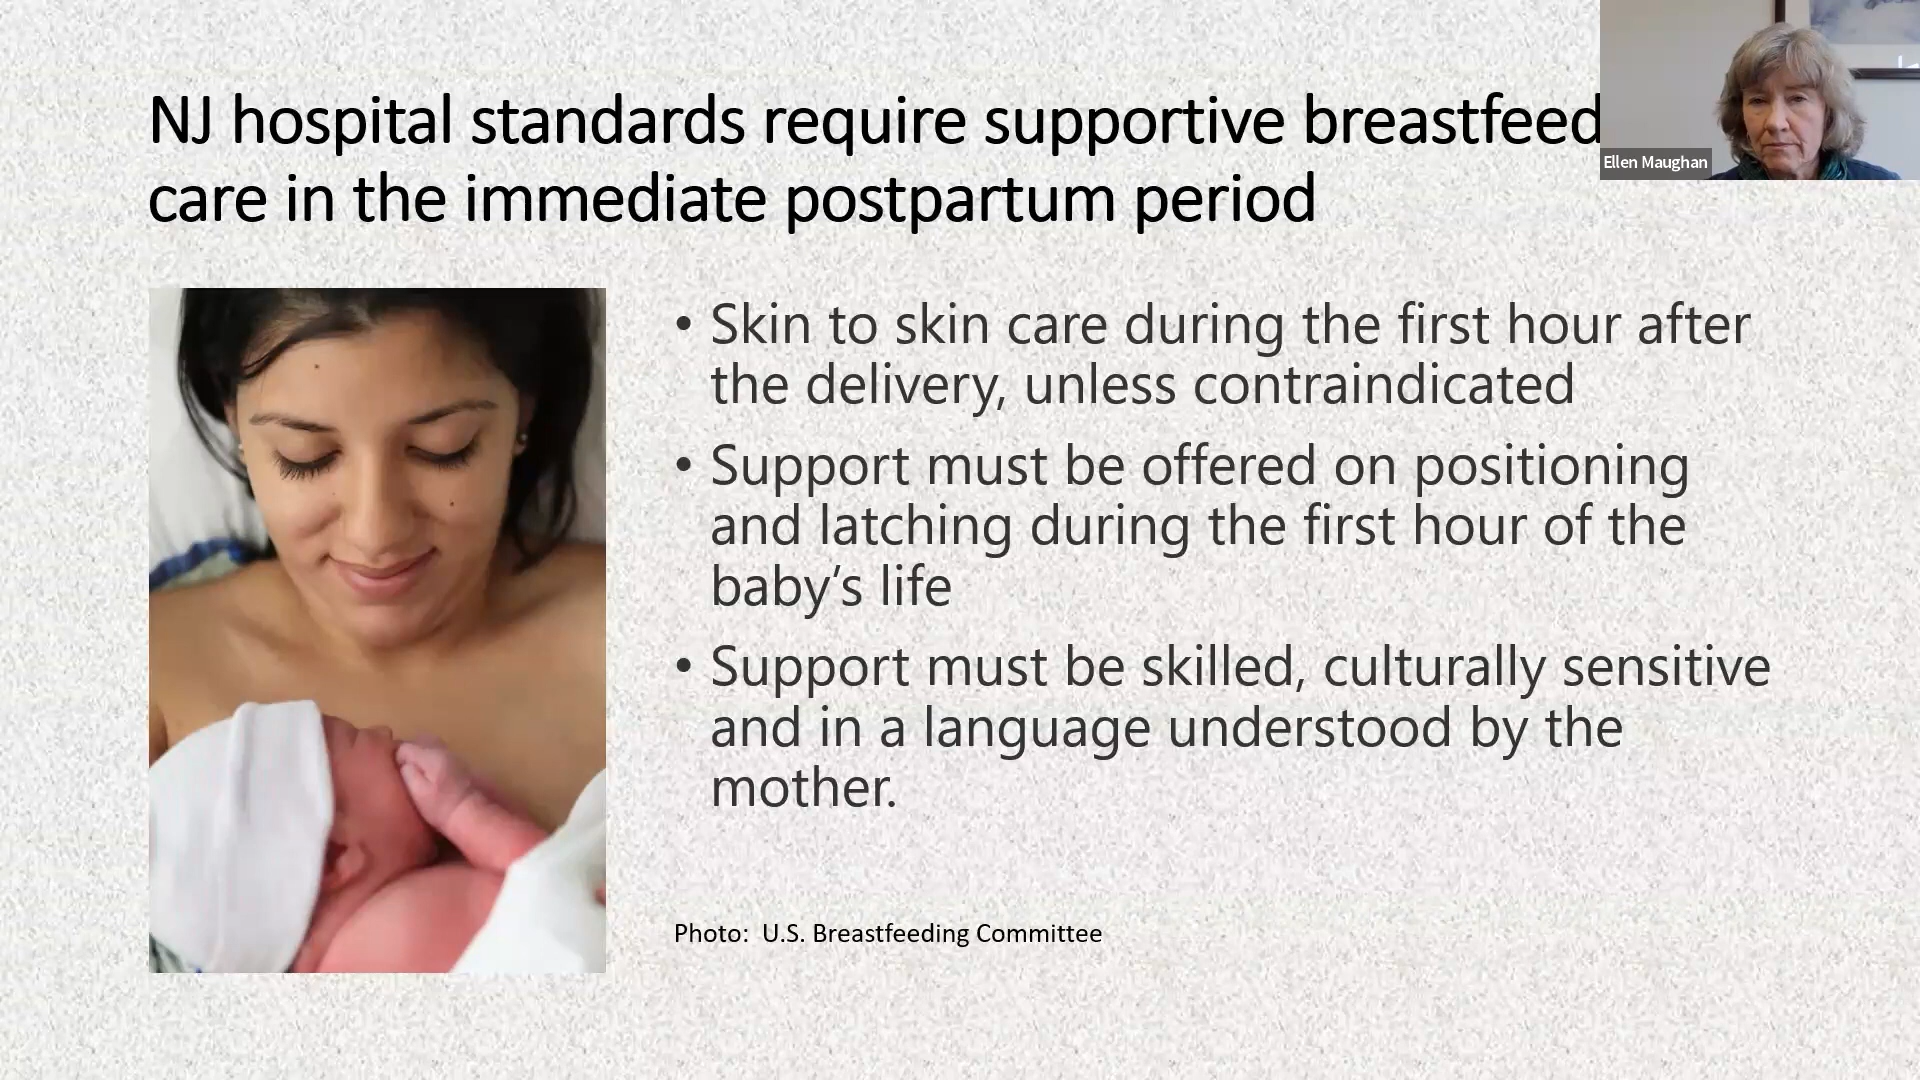 NJ hospital standards require supportive breastfeed
care in the immediate postpartum period
Ellen Maughan
• Skin to skin care during the first hour after
the delivery, unless contraindicated
• Support must be offered on positioning
and latching during the first hour of the
baby’s life
• Support must be skilled, culturally sensitive
and in a language understood by the
mother.
Photo:  U.S. Breastfeeding Committee